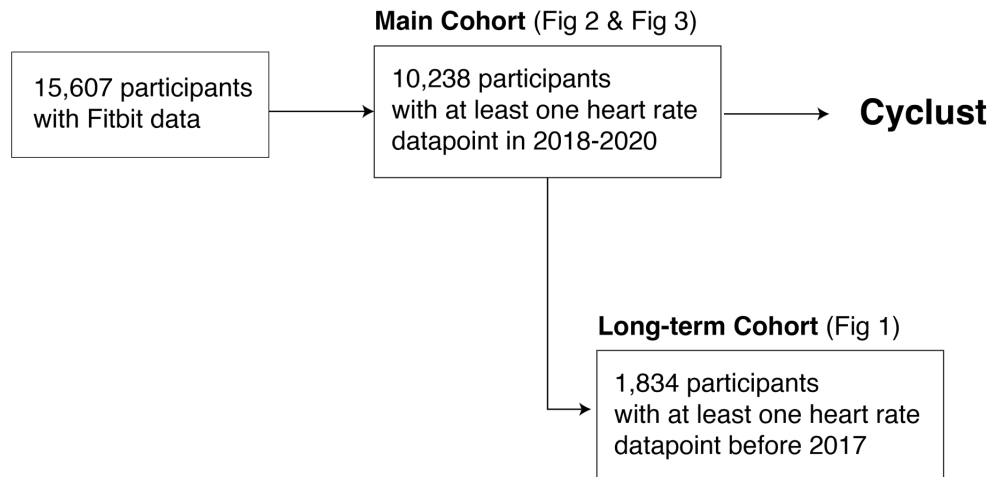 Main Cohort (Fig 2 & Fig 3)
15,607 participants
with Fitbit data
10,238 participants
with at least one heart rate
datapoint in 2018-2020
Cyclust
Long-term Cohort (Fig 1)
1,834 participants
with at least one heart rate
datapoint before 2017